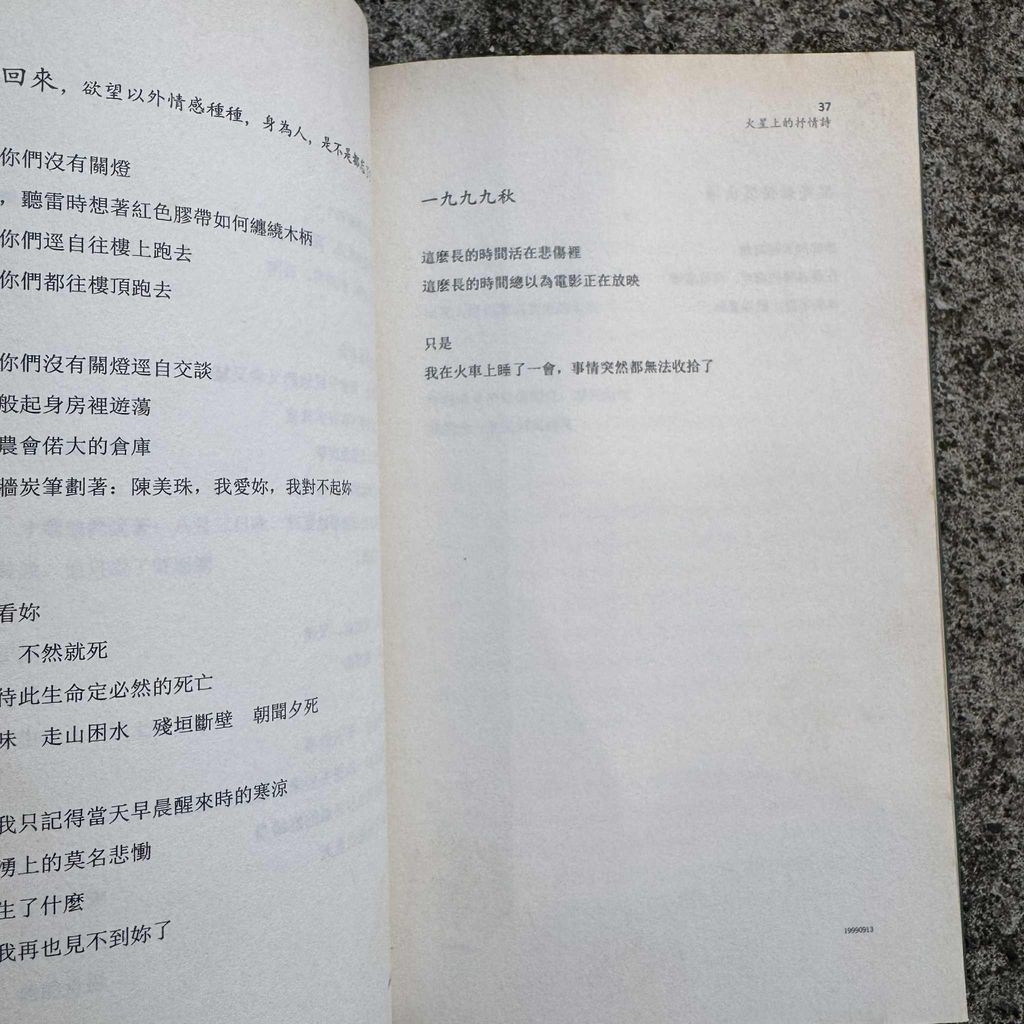 回來，欲望以外情感種種，身為人，是不是都
你們沒有關燈
，聽雷時想著紅色膠帶如何纏繞木柄
你們逕自往樓上跑去
你們都往樓頂跑去
你們沒有關燈逕自交談
般起身房裡遊蕩
農會偌大的倉庫
牆炭筆劃著：陳美珠，我愛妳，我對不起妳
看妳
不然就死
待此生命定必然的死亡
味　走山困水　殘垣斷壁　朝聞夕死
我只記得當天早晨醒來時的寒涼
湧上的莫名悲慟
生了什麼
我再也見不到妳了
37
火星上的抒情詩
一九九九秋
這麼長的時間活在悲傷裡
這麼長的時間總以為電影正在放映
只是
我在火車上睡了一會，事情突然都無法收拾了
19990913